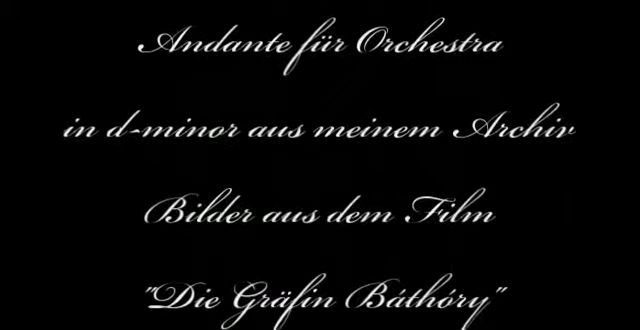 Andante für Orchestra
in d-minor aus meinem Archiv
Bilder aus dem Film
"Die Gräfin Báthóry"